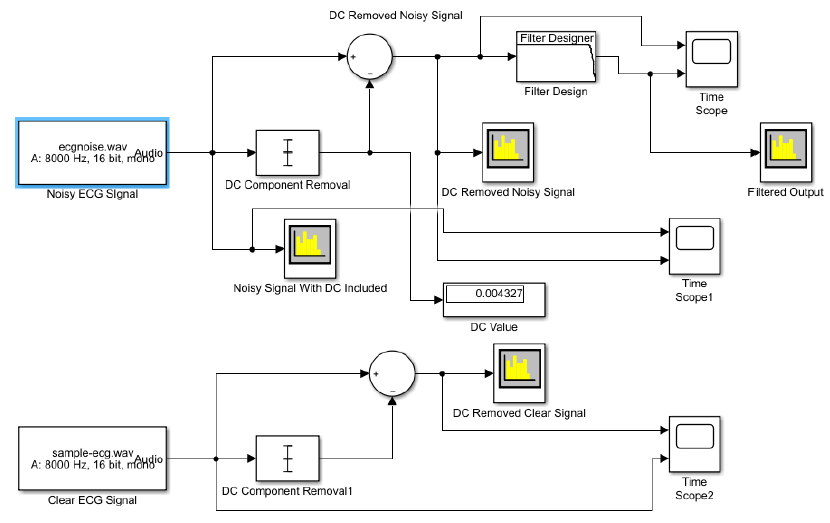 DC Removed Noisy Signal
Filter Designer
Filter Design
Time
Scope
ecgnoise.wav
A: 8000 Hz, 16 bit, mono
Audio
Noisy ECG SIgnal
DC Component Removal
DC Removed Noisy Signal
Filtered Output
Noisy Signal With DC Included
Time
Scope1
0.004327
DC Value
DC Removed Clear Signal
sample-ecg.wav
A: 8000 Hz, 16 bit, mono
Audio
Clear ECG Signal
DC Component Removal1
Time
Scope2